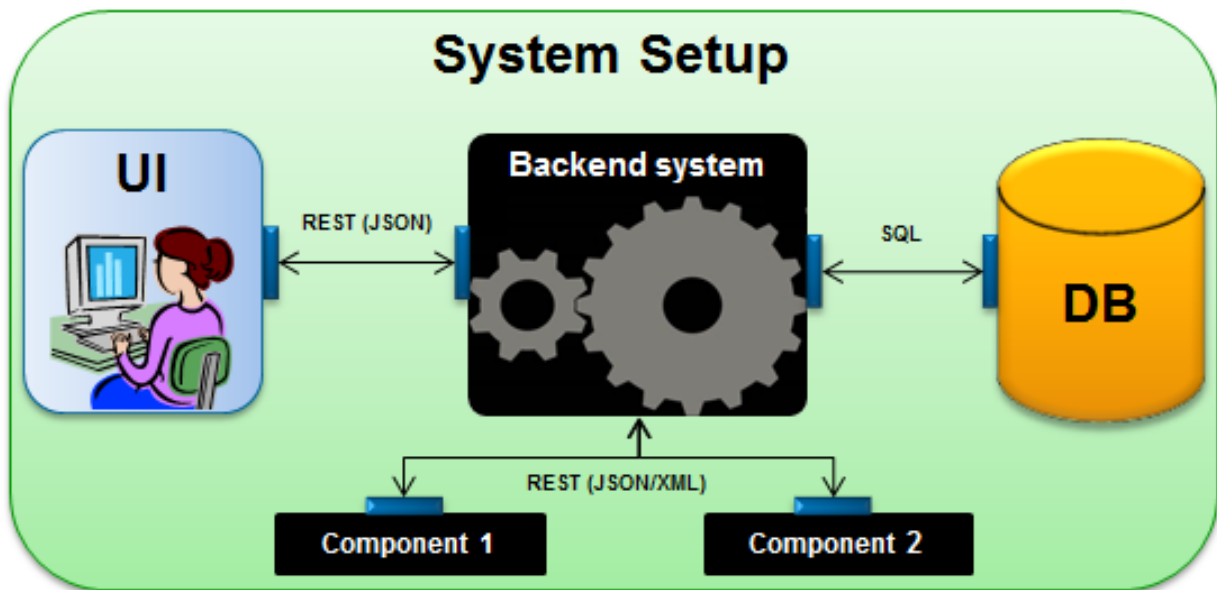 System Setup
UI
Backend system
REST (JSON)
SQL
DB
REST (JSON/XML)
Component 1
Component 2